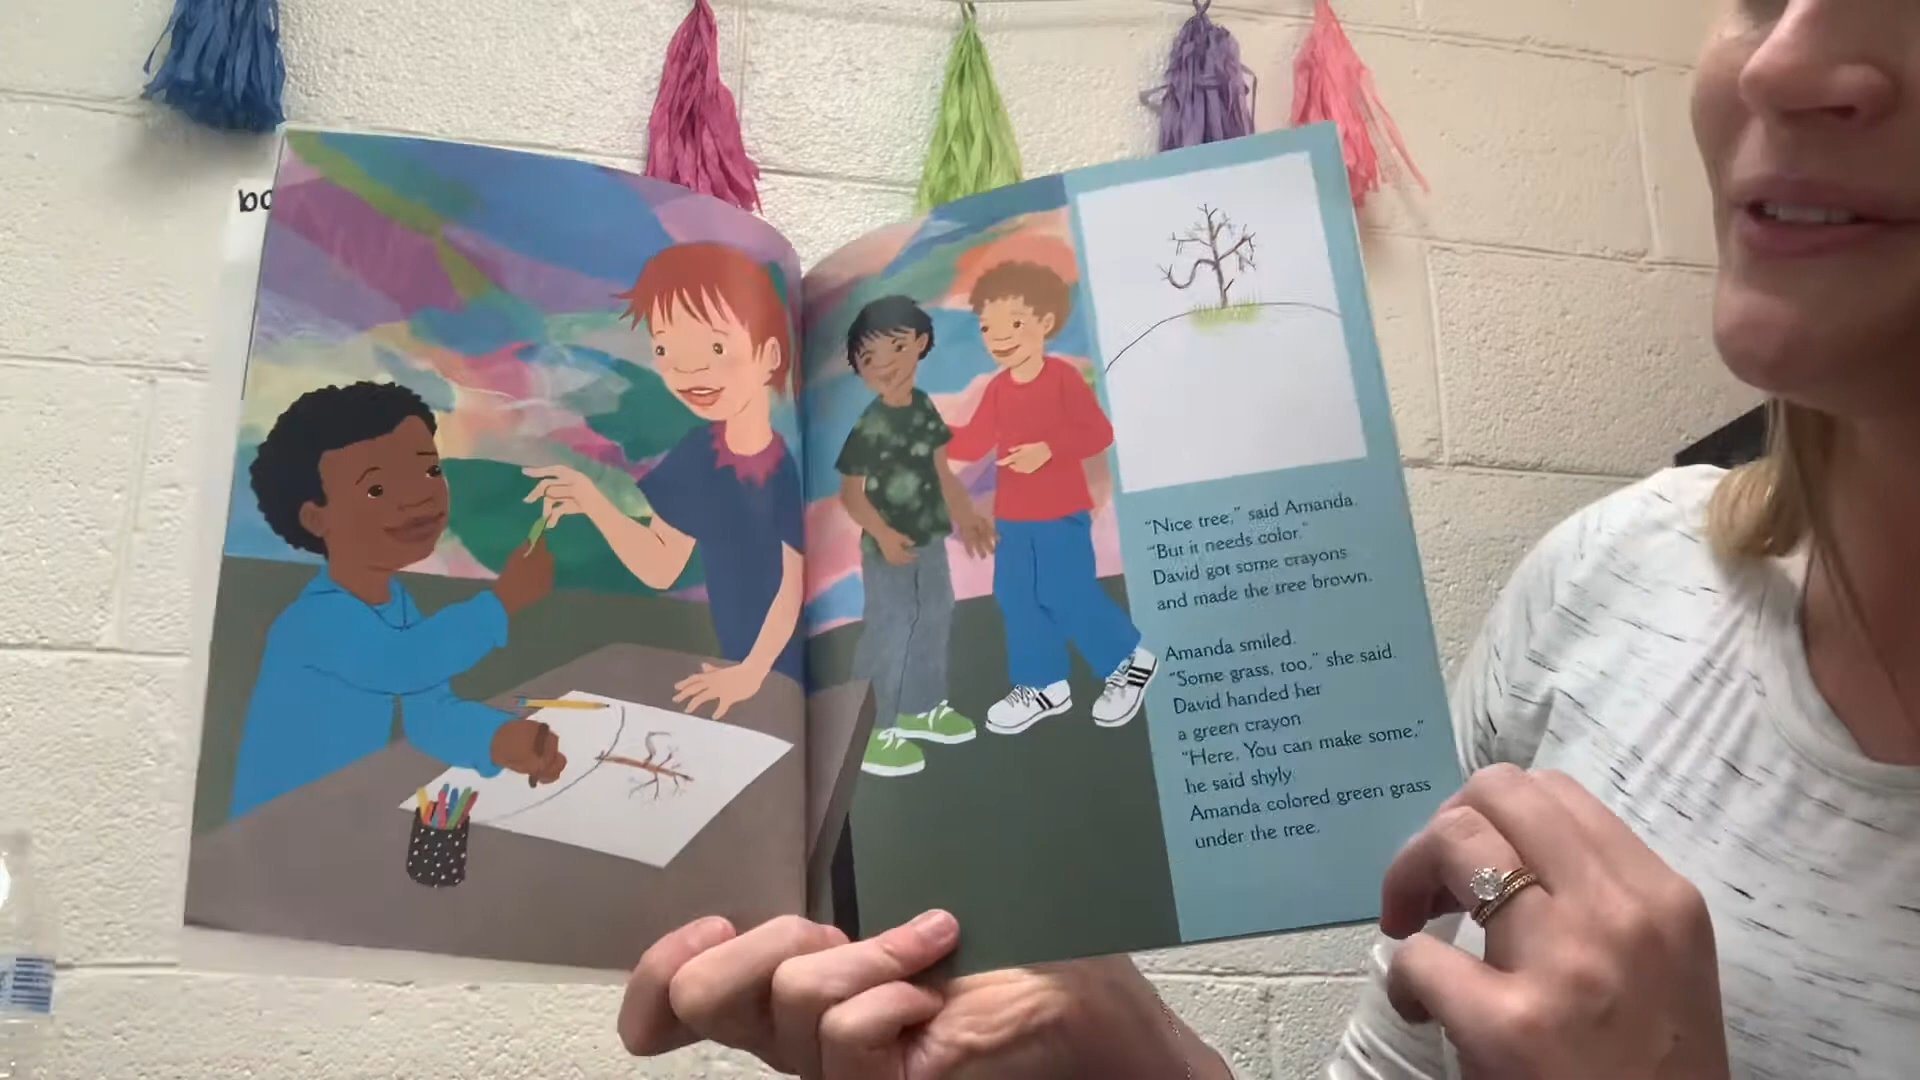 bo
"Nice tree," said Amanda.
"But it needs color."
David got some crayons
and made the tree brown.
Amanda smiled.
"Some grass, too," she said.
David handed her
a green crayon.
"Here. You can make some,"
he said shyly.
Amanda colored green grass
under the tree.